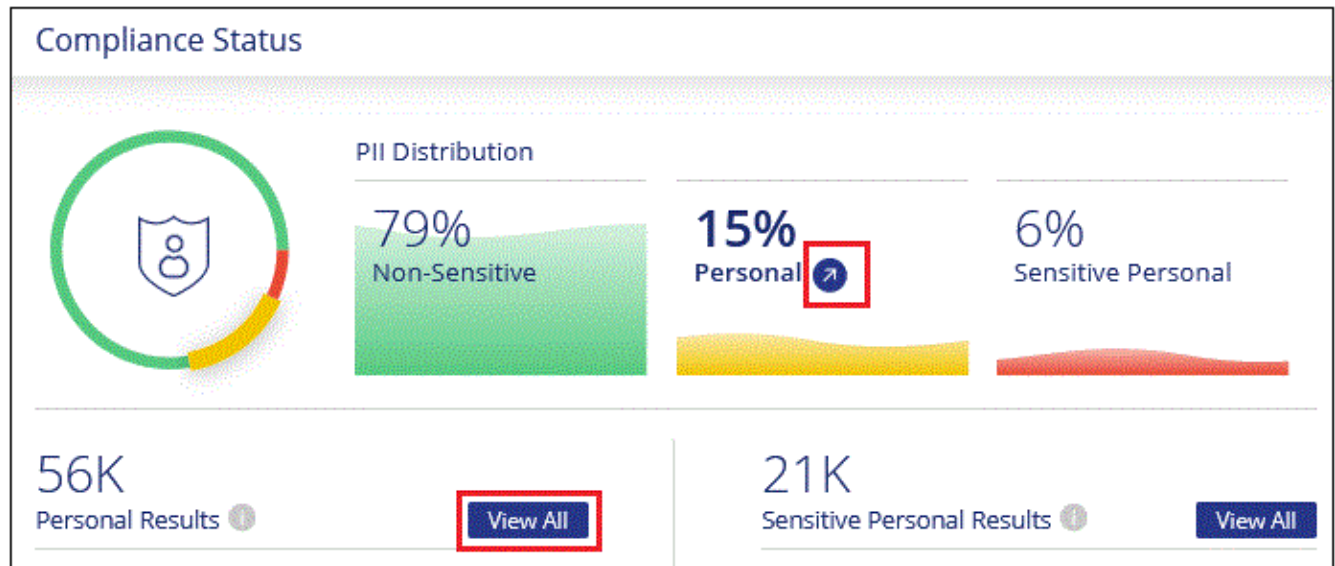 Compliance Status
PII Distribution
79%
Non-Sensitive
15%
Personal
6%
Sensitive Personal
56K
Personal Results
View All
21K
Sensitive Personal Results
View All